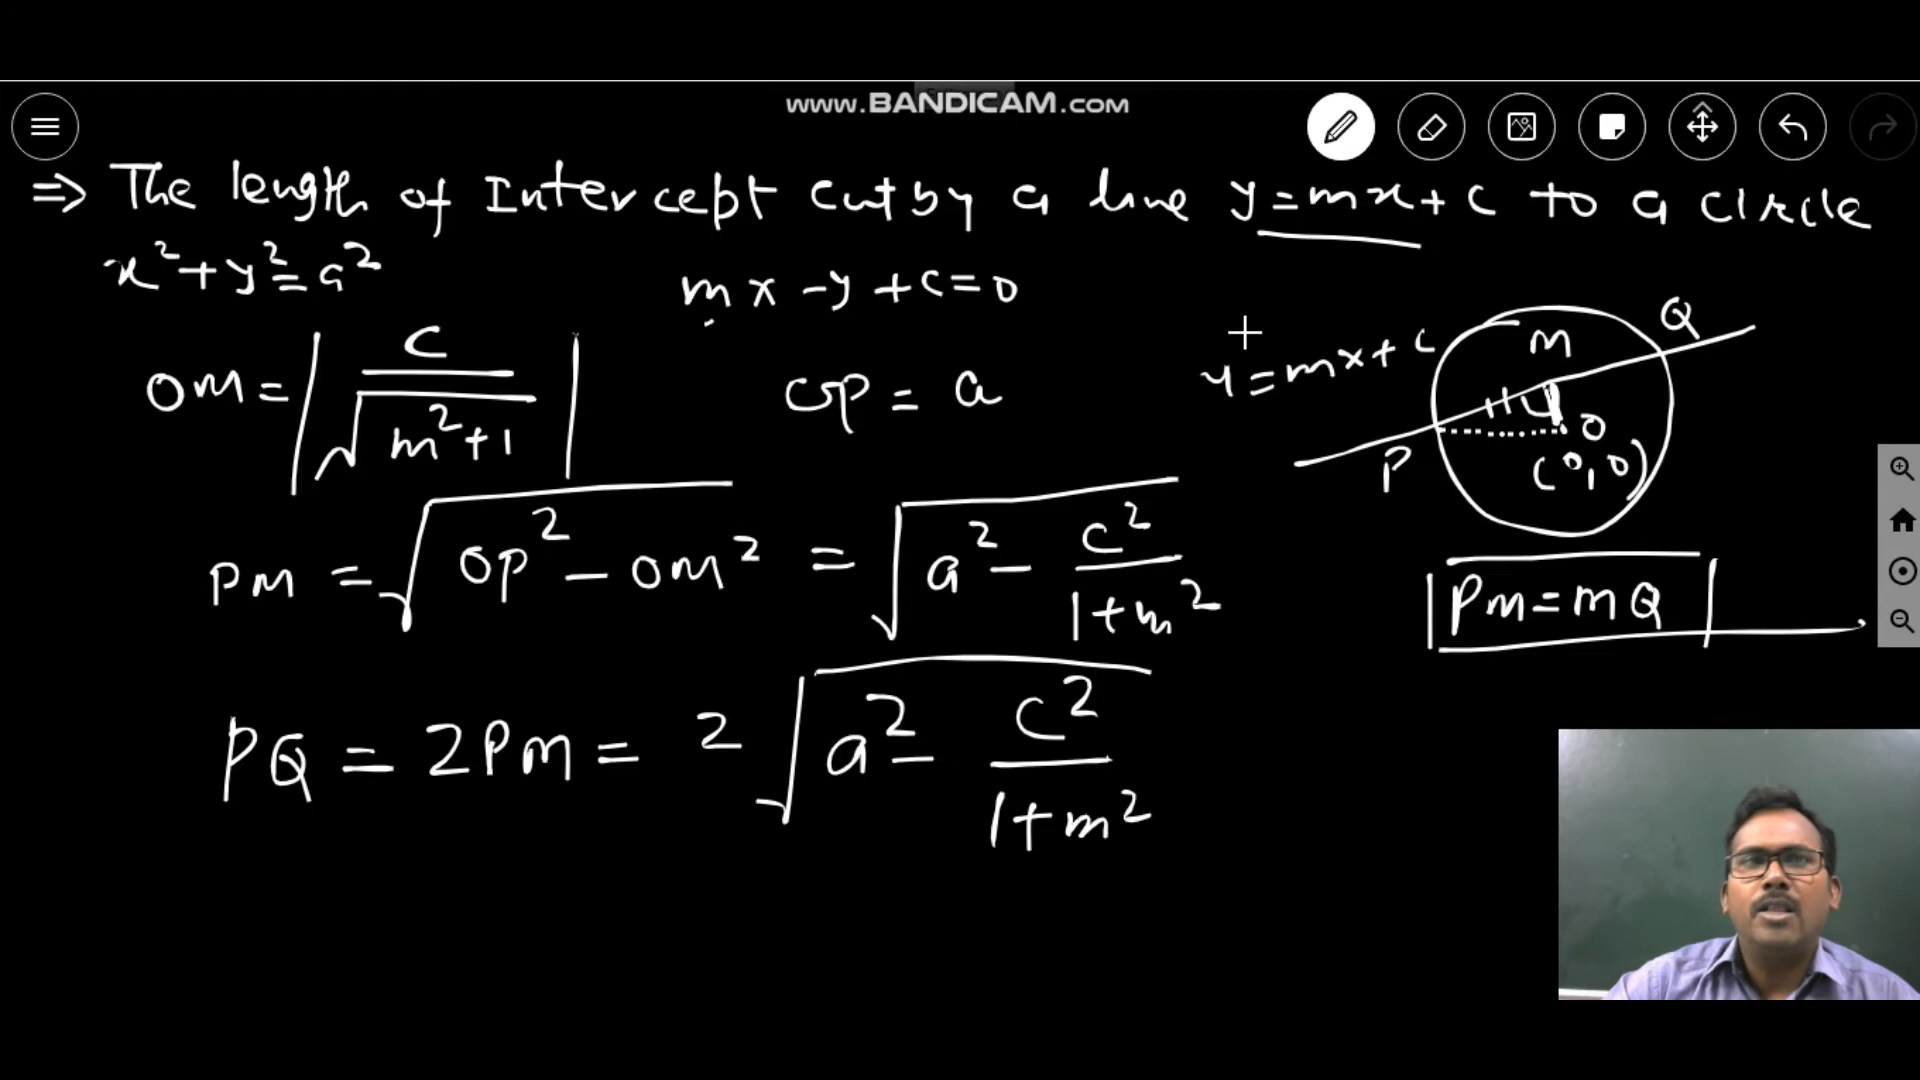 www.BANDICAM.com
⇒ The length of Intercept cut by a line y=mx+c to a circle
x²+y²=a²
mx-y+c=0
OM = |c/√(m²+1)|
OP = a
y=mx+c
M
Q
O
(0,0)
P
PM = √(OP²-OM²) = √(a²-c²/(1+m²))
PM=MQ
PQ = 2PM = 2√(a²-c²/(1+m²))